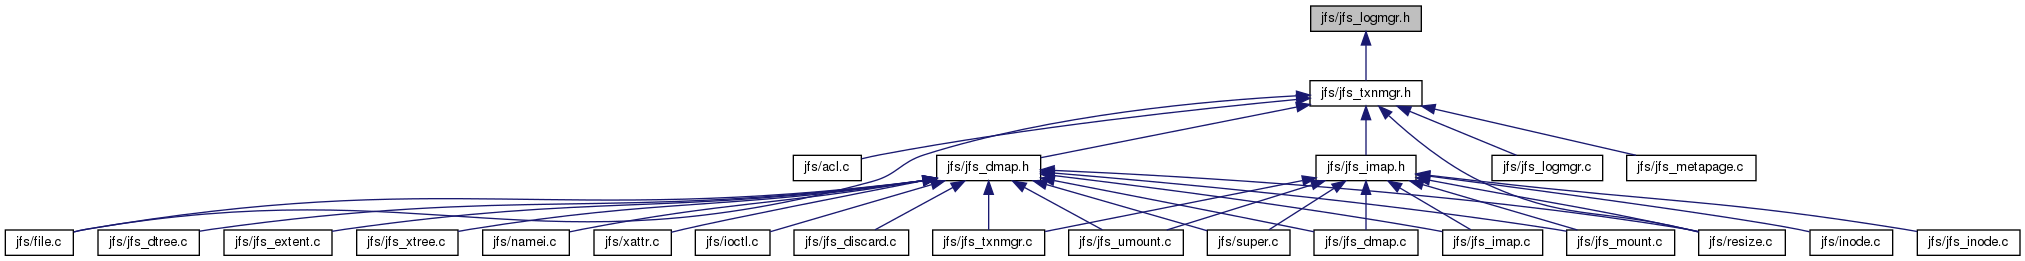 jfs/jfs_logmgr.h
jfs/jfs_txnmgr.h
jfs/acl.c
jfs/jfs_dmap.h
jfs/jfs_imap.h
jfs/jfs_logmgr.c
jfs/jfs_metapage.c
jfs/file.c
jfs/jfs_dtree.c
jfs/jfs_extent.c
jfs/jfs_xtree.c
jfs/namei.c
jfs/xattr.c
jfs/ioctl.c
jfs/jfs_discard.c
jfs/jfs_txnmgr.c
jfs/jfs_umount.c
jfs/super.c
jfs/jfs_dmap.c
jfs/jfs_imap.c
jfs/jfs_mount.c
jfs/resize.c
jfs/inode.c
jfs/jfs_inode.c